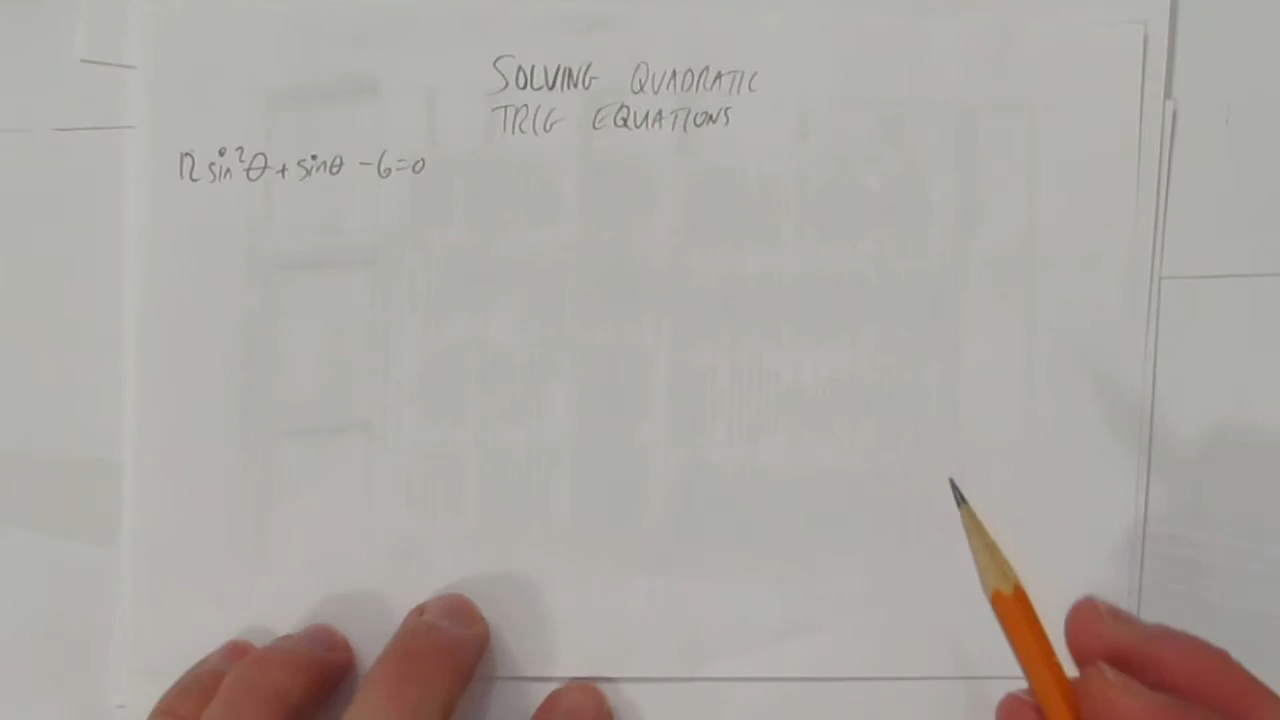 SOLVING QUADRATIC
TRIG EQUATIONS
12 sin²θ + sinθ - 6 = 0